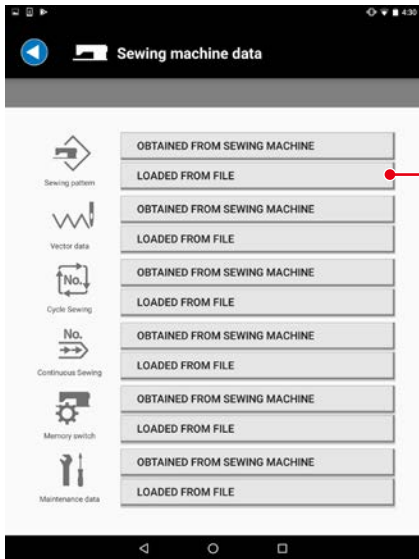 4:30
Sewing machine data
OBTAINED FROM SEWING MACHINE
LOADED FROM FILE
Sewing pattern
OBTAINED FROM SEWING MACHINE
LOADED FROM FILE
Vector data
OBTAINED FROM SEWING MACHINE
No.
LOADED FROM FILE
Cycle Sewing
OBTAINED FROM SEWING MACHINE
No.
LOADED FROM FILE
Continuous Sewing
OBTAINED FROM SEWING MACHINE
LOADED FROM FILE
Memory switch
OBTAINED FROM SEWING MACHINE
LOADED FROM FILE
Maintenance data